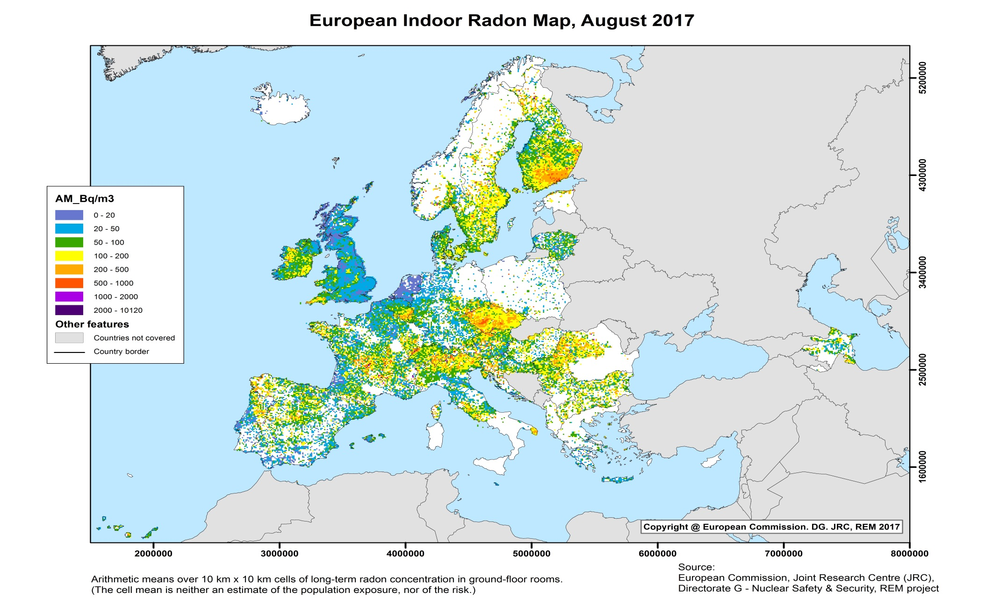 European Indoor Radon Map, August 2017
5200000
4300000
3400000
2500000
1600000
AM_Bq/m3
0 - 20
20 - 50
50 - 100
100 - 200
200 - 500
500 - 1000
1000 - 2000
2000 - 10120
Other features
Countries not covered
Country border
Copyright @ European Commission. DG. JRC, REM 2017
2000000
3000000
4000000
5000000
6000000
7000000
8000000
Arithmetic means over 10 km x 10 km cells of long-term radon concentration in ground-floor rooms.
(The cell mean is neither an estimate of the population exposure, nor of the risk.)
Source:
European Commission, Joint Research Centre (JRC),
Directorate G - Nuclear Safety & Security, REM project